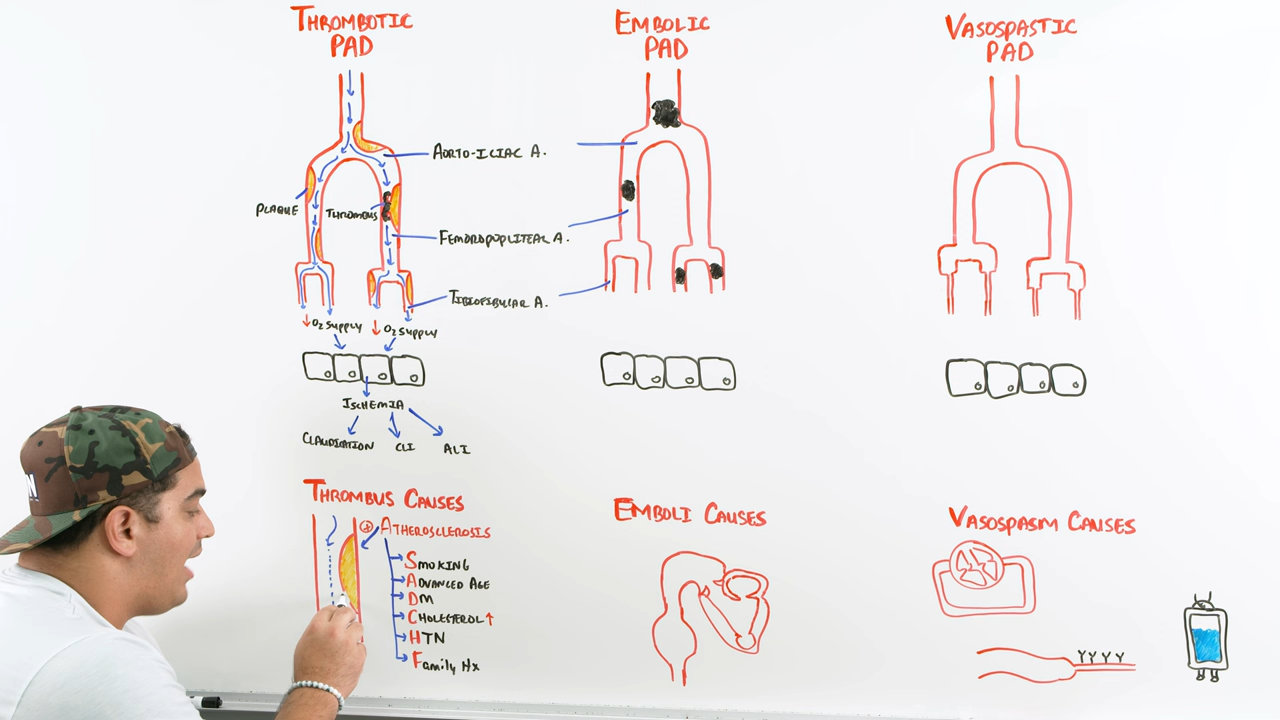 THROMBOTIC
PAD
EMBOLIC
PAD
VASOSPASTIC
PAD
AORTO-ILIAC A.
PLAQUE
THROMBUS
FEMOROPOPLITEAL A.
TIBIOFIBULAR A.
↓ O2 SUPPLY
↓ O2 SUPPLY
ISCHEMIA
CLAUDICATION
CLI
ALI
THROMBUS CAUSES
EMBOLI CAUSES
VASOSPASM CAUSES
ATHEROSCLEROSIS
SMOKING
ADVANCED AGE
DM
CHOLESTEROL ↑
HTN
FAMILY HX